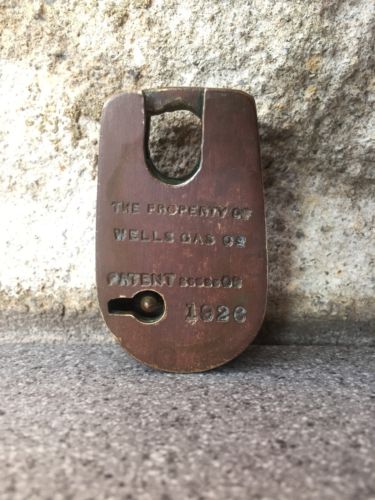 THE PROPERTY OF
WELLS GAS CO
PATENT
1926